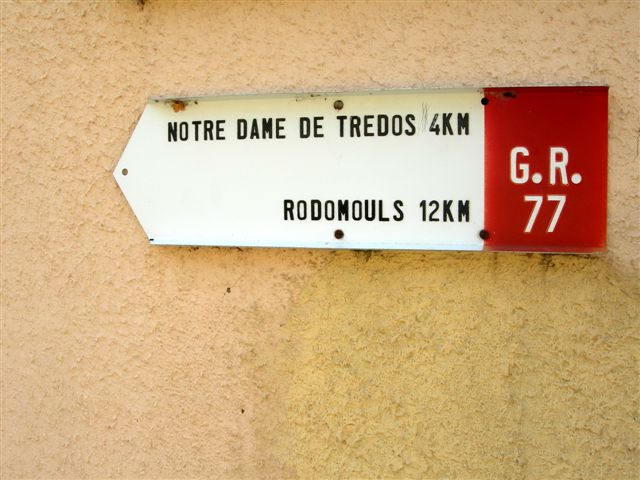 NOTRE DAME DE TREDOS 4KM
RODOMOULS 12KM
G.R.
77